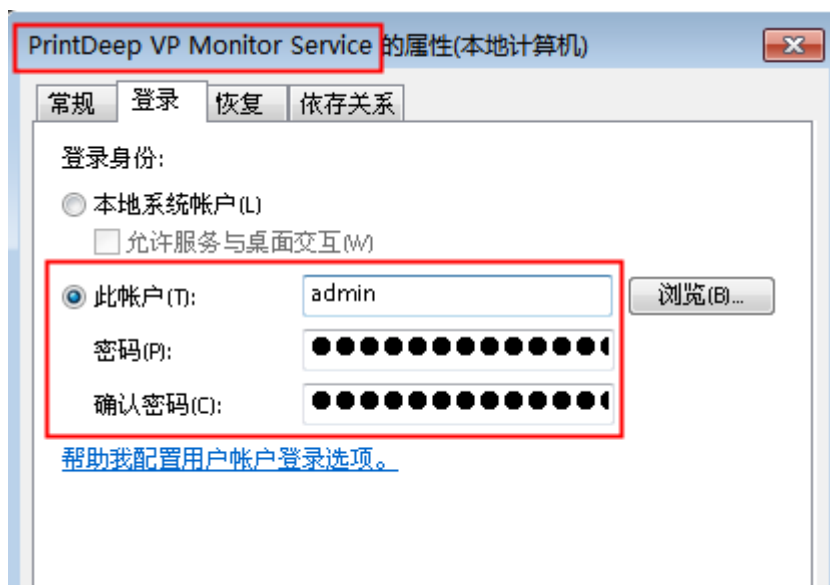 PrintDeep VP Monitor Service 的属性(本地计算机)
常规 登录 恢复 依存关系
登录身份:
本地系统帐户(L)
允许服务与桌面交互(W)
此帐户(T): admin 浏览(B)...
密码(P): ●●●●●●●●●●●●●
确认密码(C): ●●●●●●●●●●●●●
帮助我配置用户帐户登录选项。